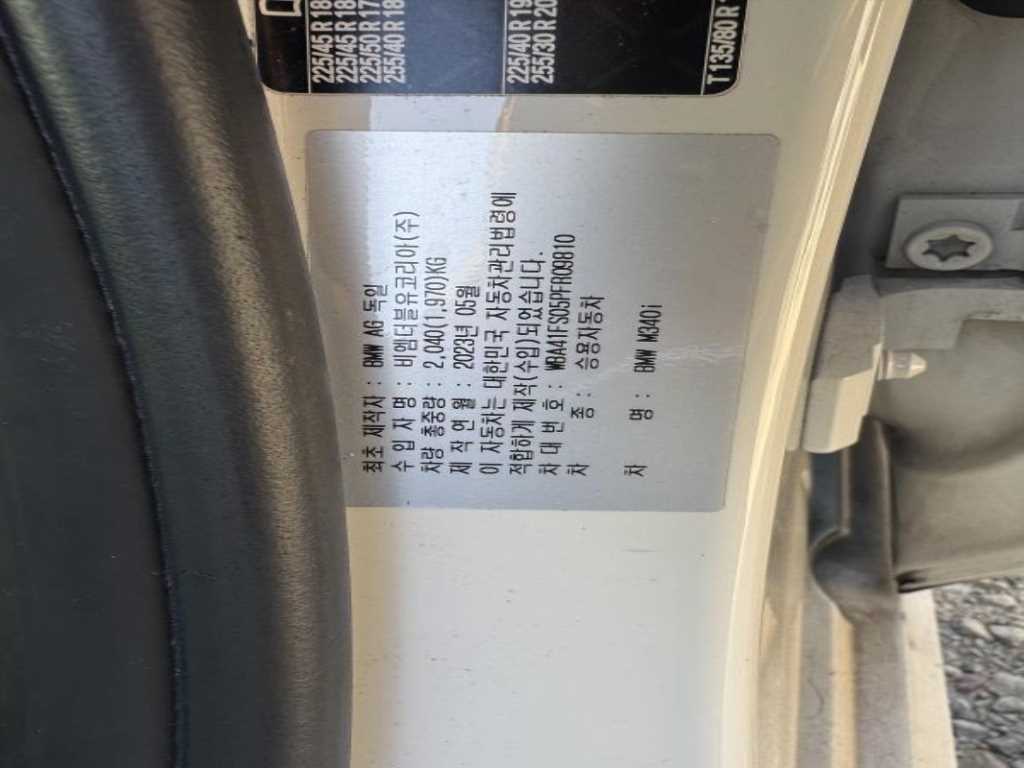 225/45 R 18
225/45 R 18
225/50 R 17
255/40 R 18
225/40 R 19
255/30 R 20
T 135/80 R
최초 제작자 : BMW AG 독일
수 입 자 명 : 비엠더블유코리아(주)
차량 총중량 : 2,040(1,970)KG
제 작 연 월 : 2023년 05월
이 자동차는 대한민국 자동차관리법령에
적합하게 제작(수입)되었습니다.
차 대 번 호 : WBA41FS05PFR09810
차 종 : 승용자동차
차 명 : BMW M340i